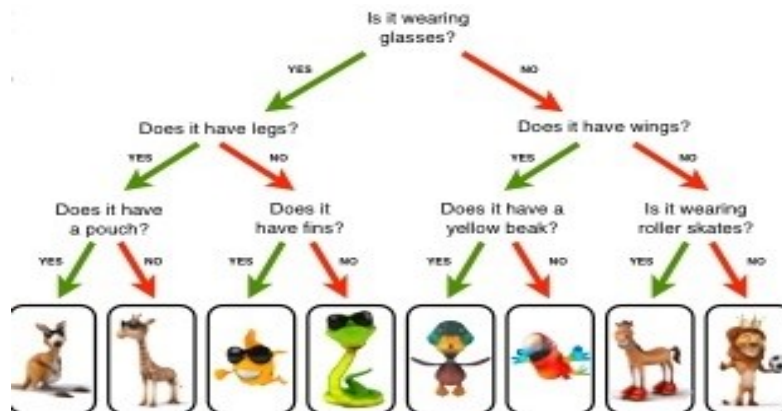 Is it wearing
glasses?
YES
NO
Does it have legs?
Does it have wings?
YES
NO
YES
NO
Does it have
a pouch?
Does it
have fins?
Does it have a
yellow beak?
Is it wearing
roller skates?
YES
NO
YES
NO
YES
NO
YES
NO